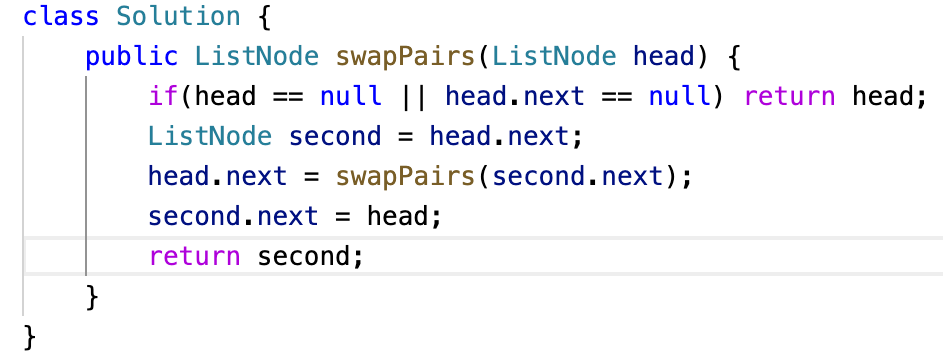 class Solution {
    public ListNode swapPairs(ListNode head) {
        if(head == null || head.next == null) return head;
        ListNode second = head.next;
        head.next = swapPairs(second.next);
        second.next = head;
        return second;
    }
}